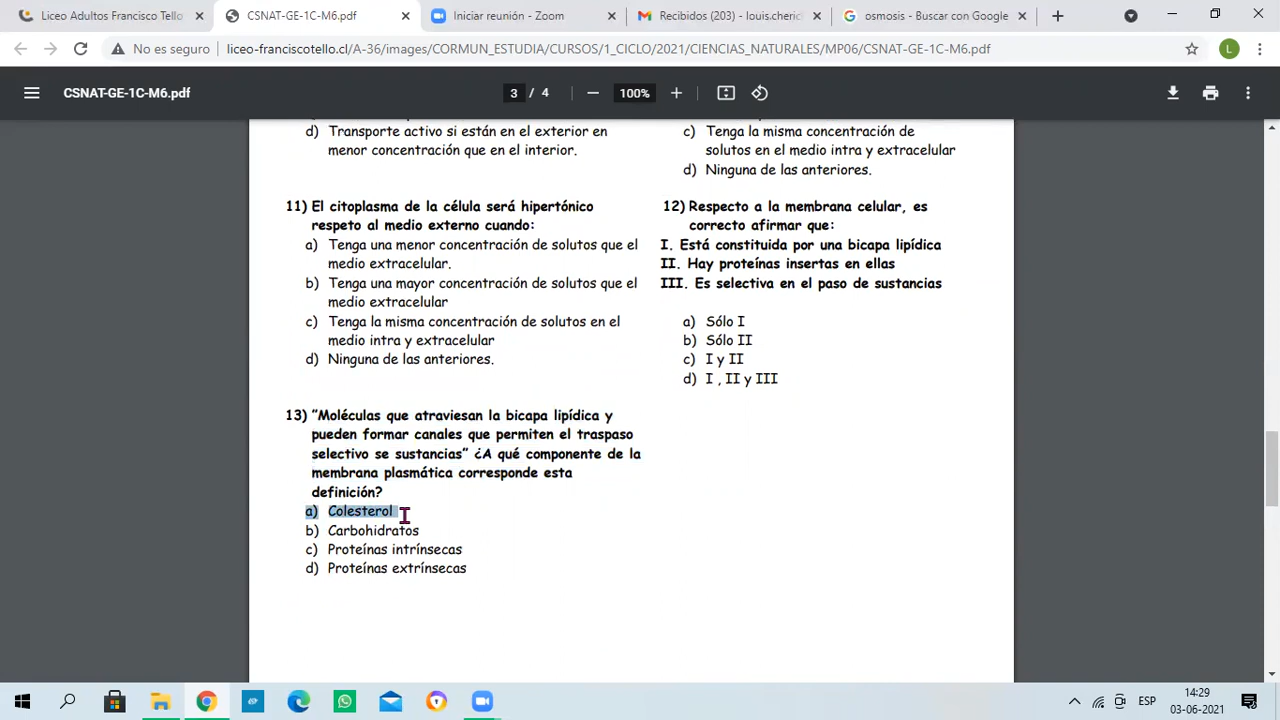 Liceo Adultos Francisco Tello
CSNAT-GE-1C-M6.pdf
Iniciar reunión - Zoom
Recibidos (203) - louis.cherich
osmosis - Buscar con Google
No es seguro
liceo-franciscotello.cl/A-36/images/CORMUN_ESTUDIA/CURSOS/1_CICLO/2021/CIENCIAS_NATURALES/MP06/CSNAT-GE-1C-M6.pdf
L
CSNAT-GE-1C-M6.pdf
3 / 4
100%
d) Transporte activo si están en el exterior en
menor concentración que en el interior.
c) Tenga la misma concentración de
solutos en el medio intra y extracelular
d) Ninguna de las anteriores.
11) El citoplasma de la célula será hipertónico
respeto al medio externo cuando:
a) Tenga una menor concentración de solutos que el
medio extracelular.
b) Tenga una mayor concentración de solutos que el
medio extracelular
c) Tenga la misma concentración de solutos en el
medio intra y extracelular
d) Ninguna de las anteriores.
12) Respecto a la membrana celular, es
correcto afirmar que:
I. Está constituida por una bicapa lipídica
II. Hay proteínas insertas en ellas
III. Es selectiva en el paso de sustancias
a) Sólo I
b) Sólo II
c) I y II
d) I , II y III
13) ”Moléculas que atraviesan la bicapa lipídica y
pueden formar canales que permiten el traspaso
selectivo se sustancias” ¿A qué componente de la
membrana plasmática corresponde esta
definición?
a) Colesterol
b) Carbohidratos
c) Proteínas intrínsecas
d) Proteínas extrínsecas
ESP
14:29
03-06-2021